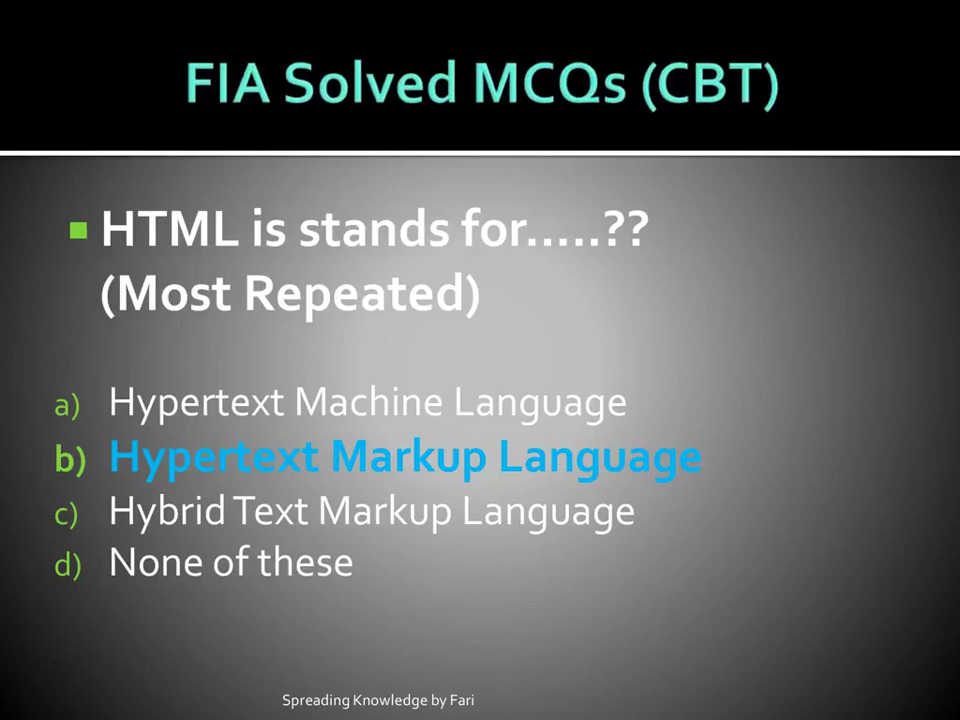 FIA Solved MCQs (CBT)
HTML is stands for.....??
(Most Repeated)
a) Hypertext Machine Language
b) Hypertext Markup Language
c) Hybrid Text Markup Language
d) None of these
Spreading Knowledge by Fari